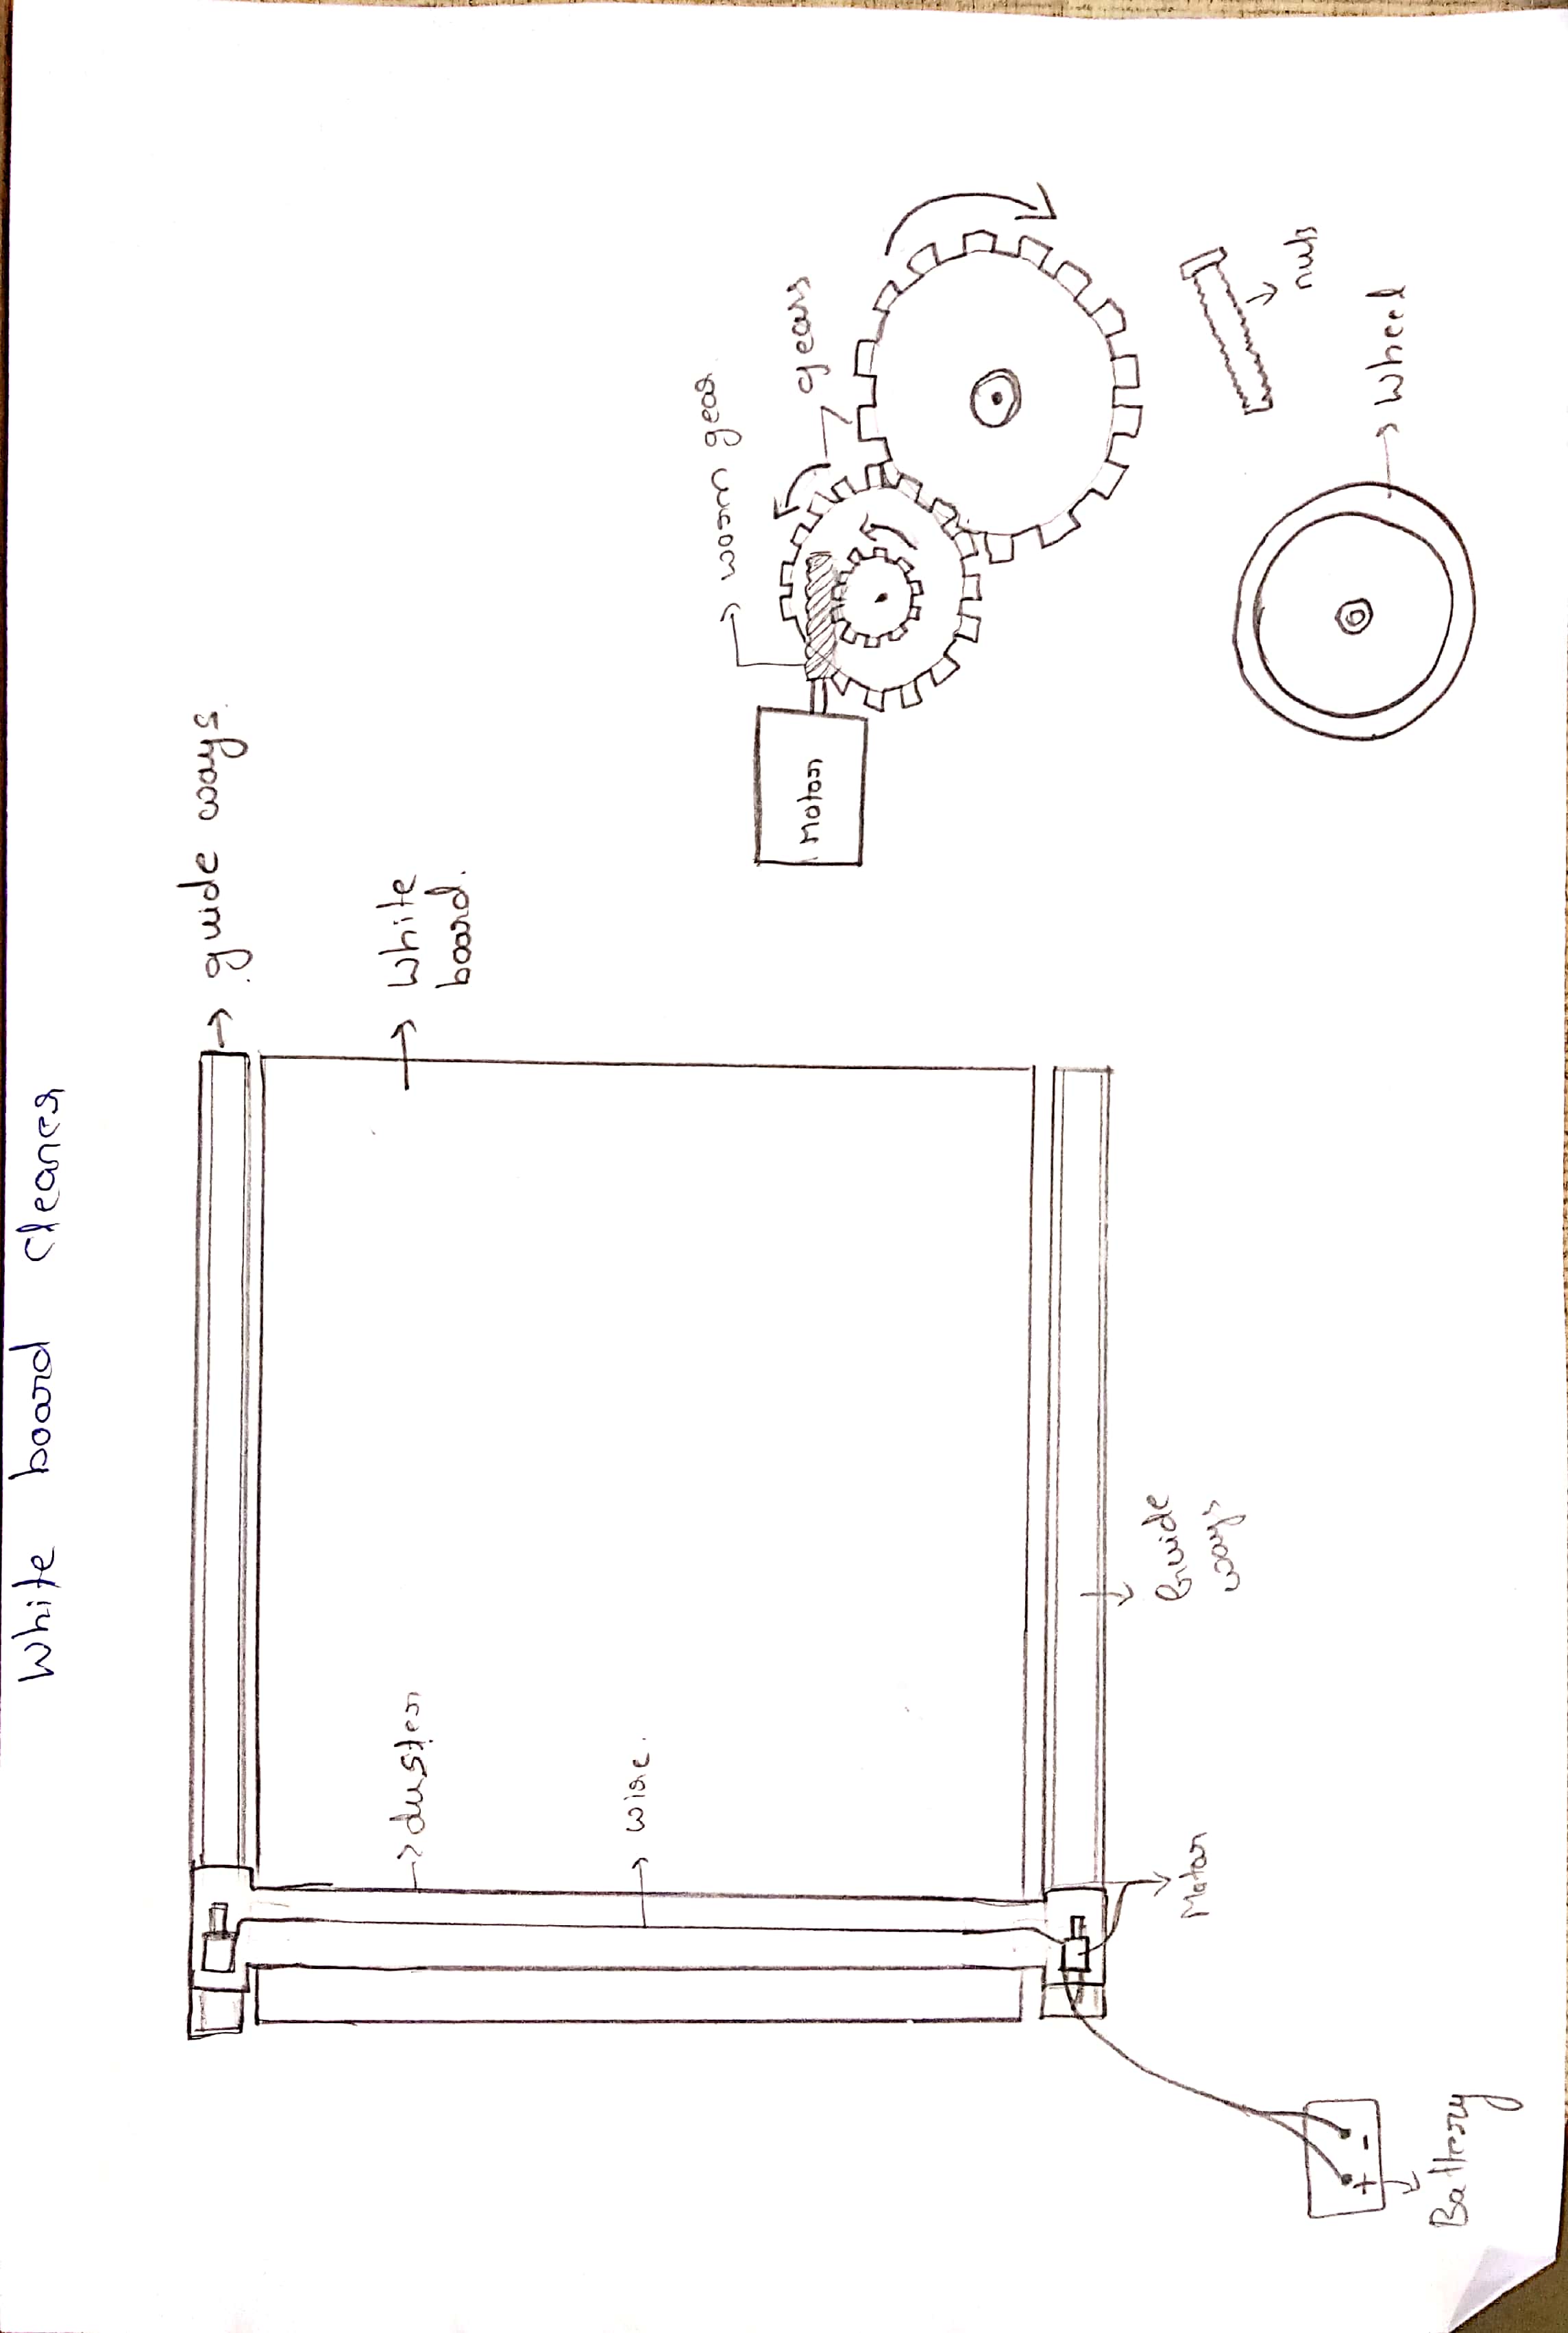 White board Cleaner
guide ways.
White
board.
duster
wire.
Guide
ways
Motor
+ -
Battery
worm gear
gears
Motor
nuts
Wheel